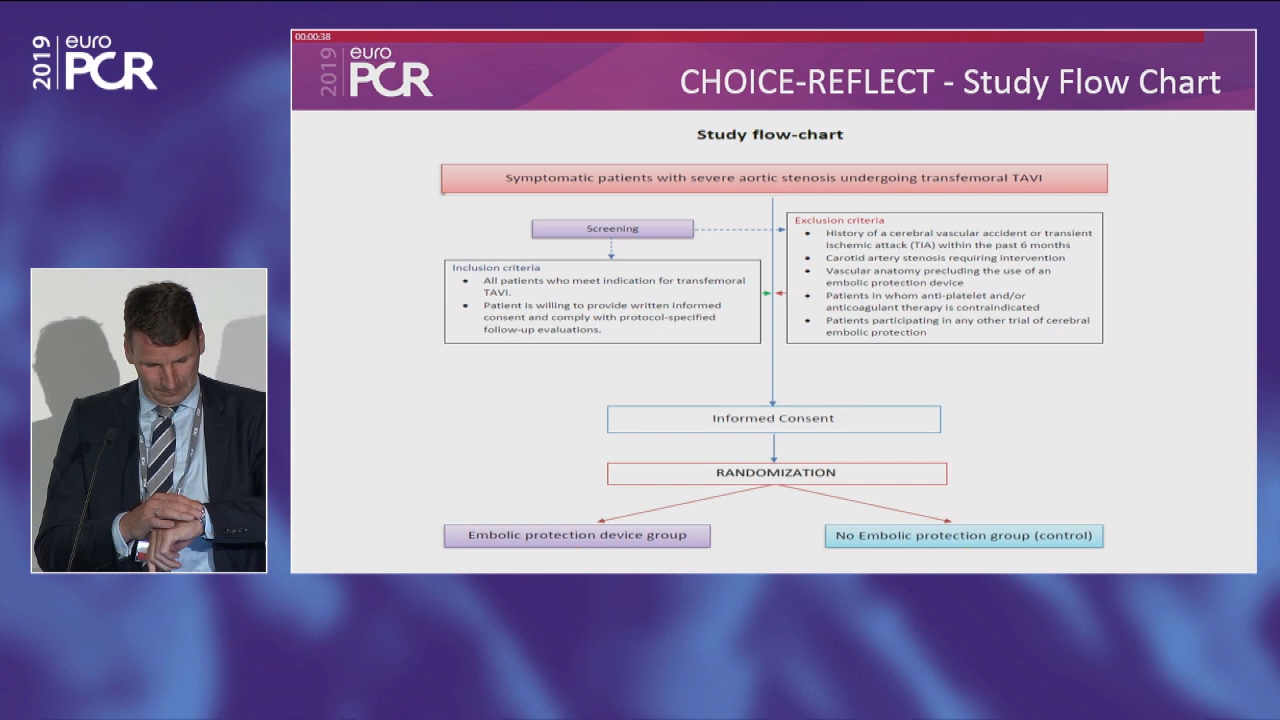 2019 euro PCR
00:00:38
2019 euro PCR
CHOICE-REFLECT - Study Flow Chart
Study flow-chart
Symptomatic patients with severe aortic stenosis undergoing transfemoral TAVI
Screening
Inclusion criteria
• All patients who meet indication for transfemoral
TAVI.
• Patient is willing to provide written informed
consent and comply with protocol-specified
follow-up evaluations.
Exclusion criteria
• History of a cerebral vascular accident or transient
ischemic attack (TIA) within the past 6 months
• Carotid artery stenosis requiring intervention
• Vascular anatomy precluding the use of an
embolic protection device
• Patients in whom anti-platelet and/or
anticoagulant therapy is contraindicated
• Patients participating in any other trial of cerebral
embolic protection
Informed Consent
RANDOMIZATION
Embolic protection device group
No Embolic protection group (control)